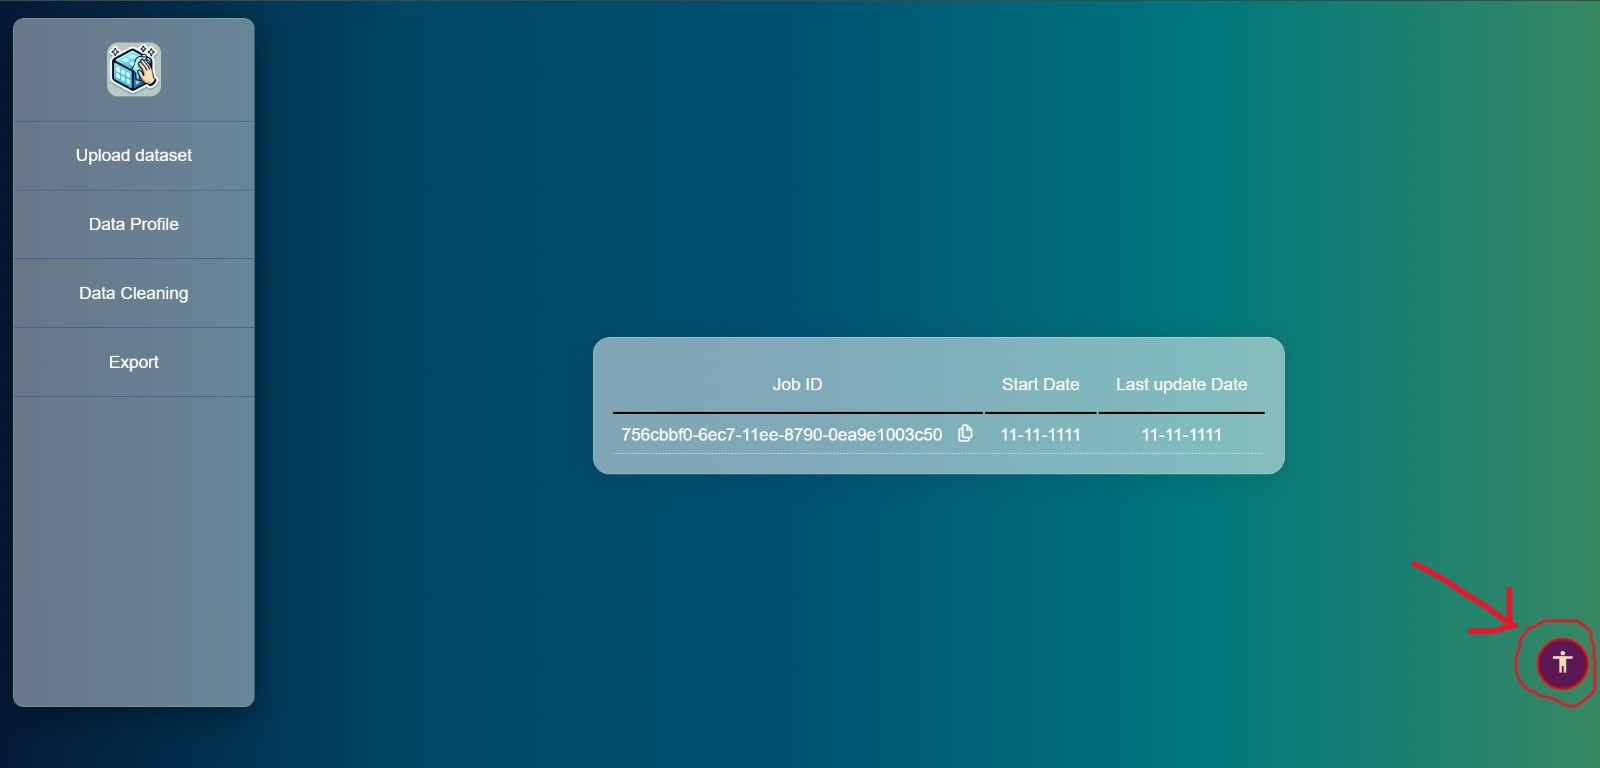 Upload dataset
Data Profile
Data Cleaning
Export
Job ID Start Date Last update Date
756cbbf0-6ec7-11ee-8790-0ea9e1003c50 11-11-1111 11-11-1111